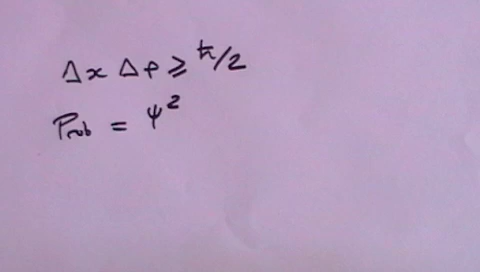 Δx Δp ≥ ℏ/2
Prob = ψ²